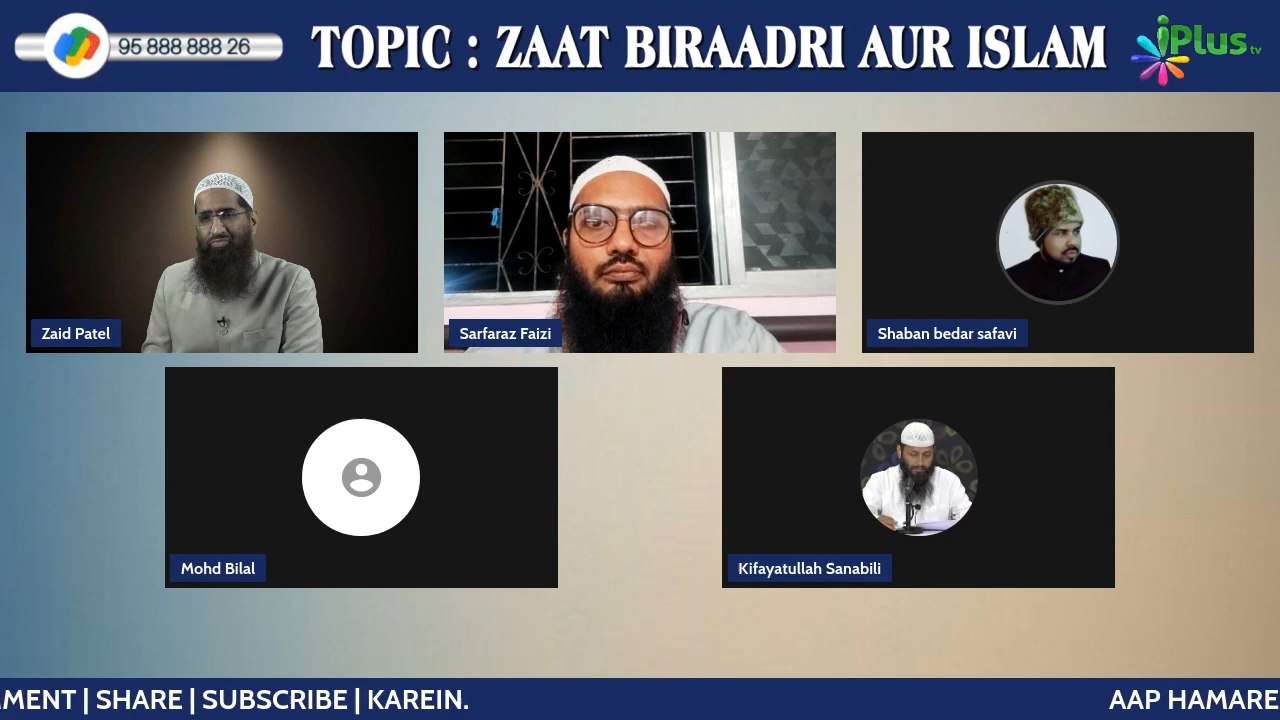 95 888 888 26
TOPIC : ZAAT BIRAADRI AUR ISLAM
iPlus tv
Zaid Patel
Sarfaraz Faizi
Shaban bedar safavi
Mohd Bilal
Kifayatullah Sanabili
MENT | SHARE | SUBSCRIBE | KAREIN.
AAP HAMARE